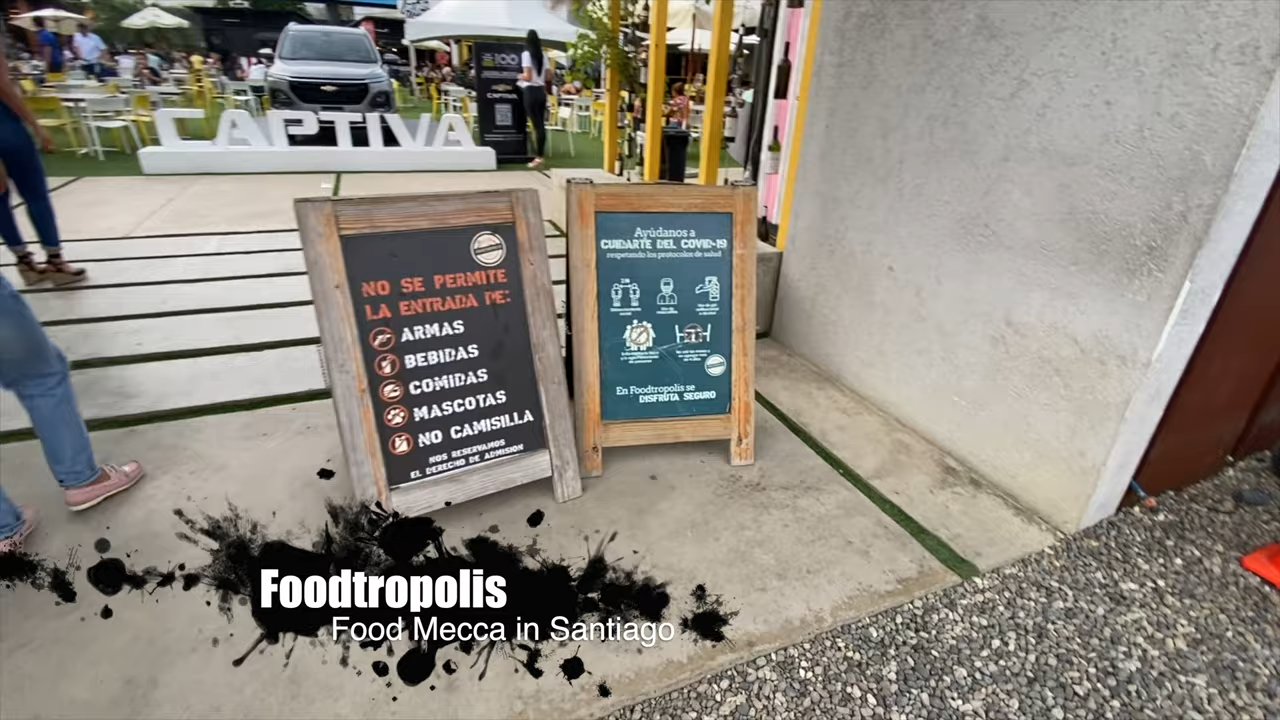 100
CAPTIVA
CAPTIVA
NO SE PERMITE
LA ENTRADA DE:
ARMAS
BEBIDAS
COMIDAS
MASCOTAS
NO CAMISILLA
NOS RESERVAMOS
EL DERECHO DE ADMISION
Ayúdanos a
CUIDARTE DEL COVID-19
respetando los protocolos de salud
En Foodtropolis se
DISFRUTA SEGURO
Foodtropolis
Food Mecca in Santiago